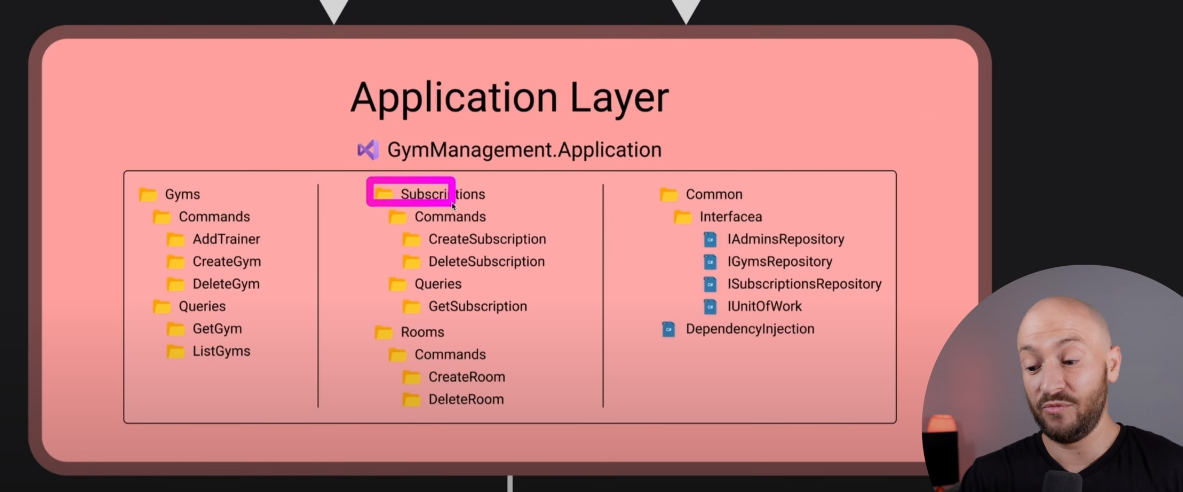 Application Layer
GymManagement.Application
Gyms
Commands
AddTrainer
CreateGym
DeleteGym
Queries
GetGym
ListGyms
Subscriptions
Commands
CreateSubscription
DeleteSubscription
Queries
GetSubscription
Rooms
Commands
CreateRoom
DeleteRoom
Common
Interfacea
IAdminsRepository
IGymsRepository
ISubscriptionsRepository
IUnitOfWork
DependencyInjection